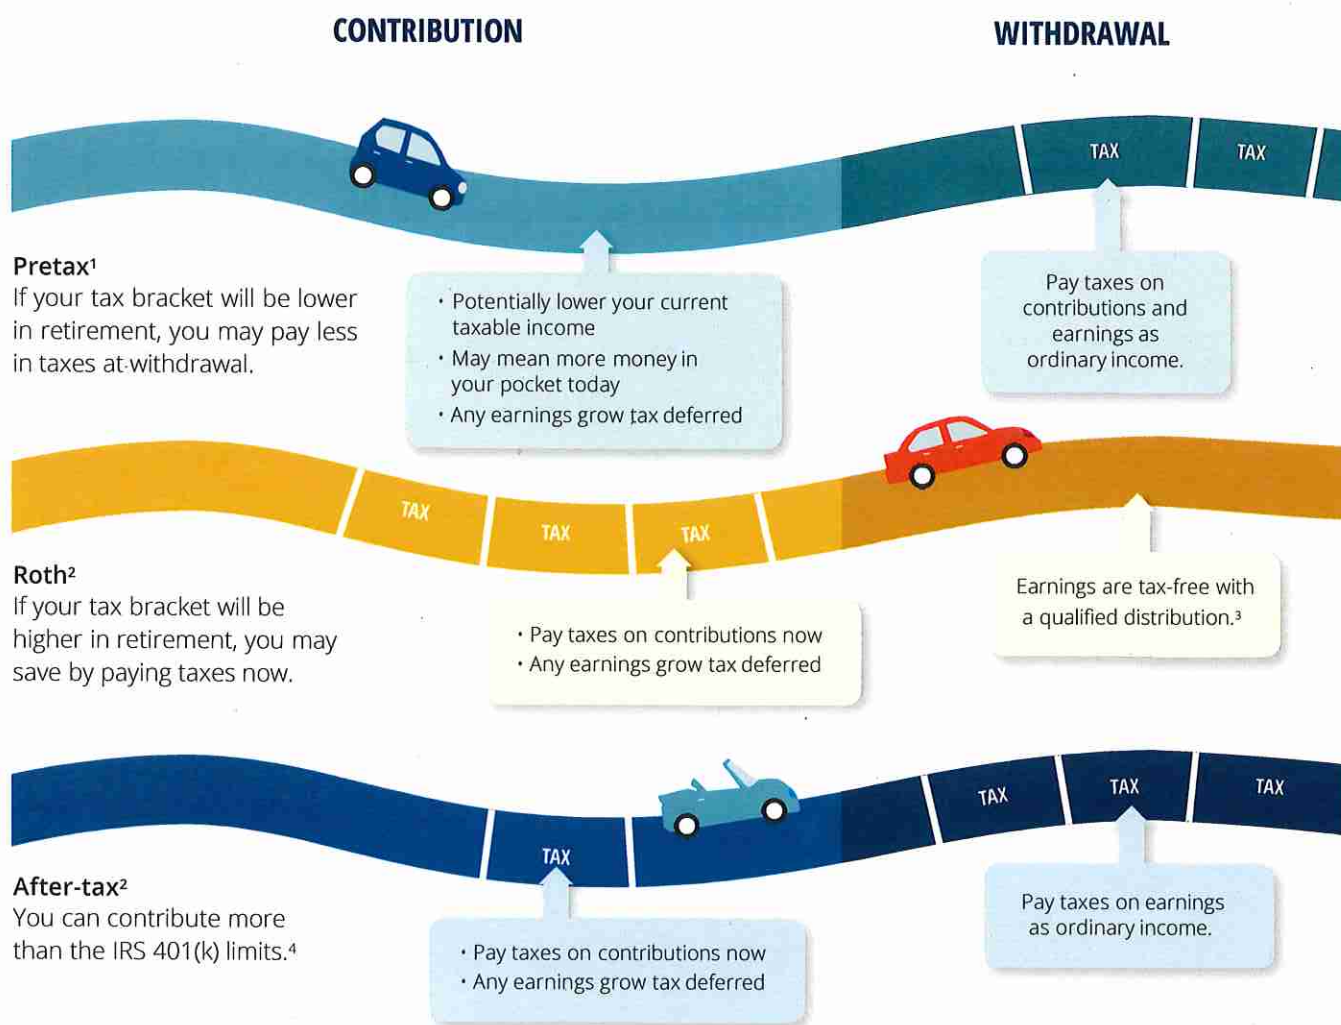 CONTRIBUTION
WITHDRAWAL
TAX
TAX
Pretax¹
If your tax bracket will be lower
in retirement, you may pay less
in taxes at withdrawal.
· Potentially lower your current
taxable income
· May mean more money in
your pocket today
· Any earnings grow tax deferred
Pay taxes on
contributions and
earnings as
ordinary income.
TAX
TAX
TAX
Roth²
If your tax bracket will be
higher in retirement, you may
save by paying taxes now.
· Pay taxes on contributions now
· Any earnings grow tax deferred
Earnings are tax-free with
a qualified distribution.³
TAX
TAX
TAX
TAX
After-tax²
You can contribute more
than the IRS 401(k) limits.⁴
· Pay taxes on contributions now
· Any earnings grow tax deferred
Pay taxes on earnings
as ordinary income.